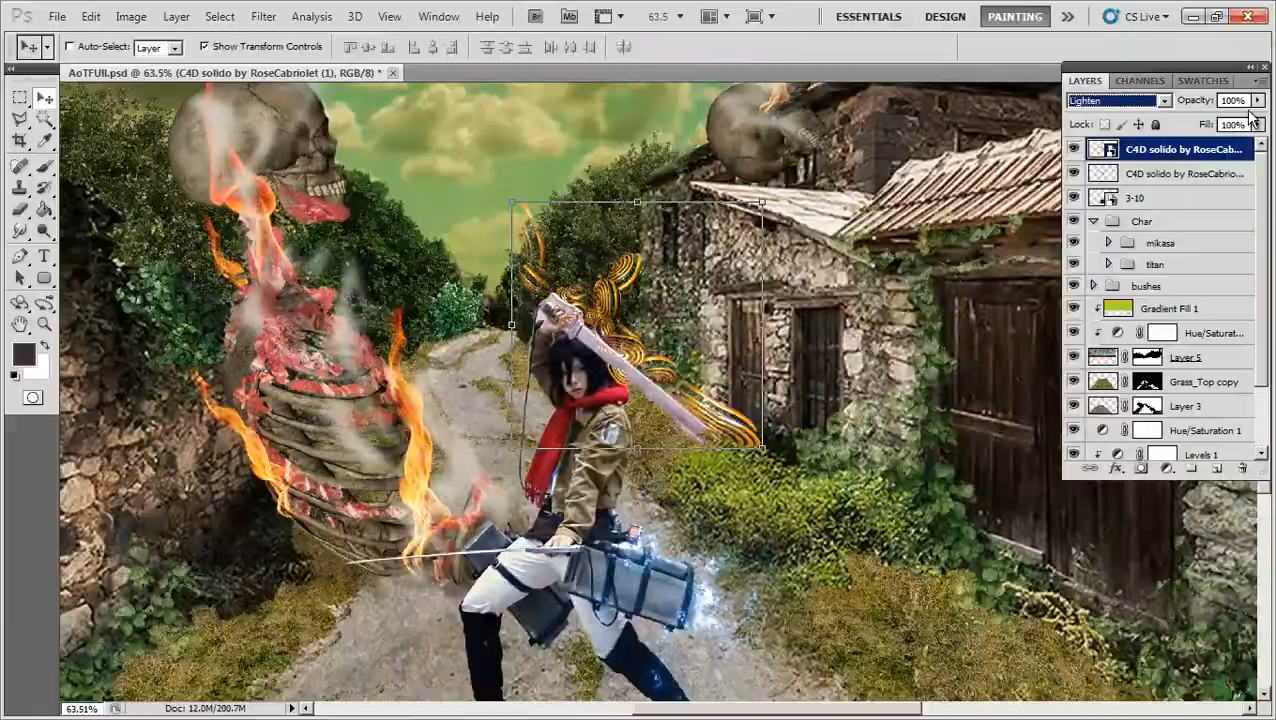 Ps File Edit Image Layer Select Filter Analysis 3D View Window Help Br Mb 63.5 ESSENTIALS DESIGN PAINTING CS Live
Auto-Select: Layer Show Transform Controls
AoTFUll.psd @ 63.5% (C4D solido by RoseCabriolet (1), RGB/8) *
LAYERS CHANNELS SWATCHES
Lighten Opacity: 100%
Lock: Fill: 100%
C4D solido by RoseCab...
C4D solido by RoseCabrio...
3-10
Char
mikasa
titan
bushes
Gradient Fill 1
Hue/Saturat...
Layer 5
Grass_Top copy
Layer 3
Hue/Saturation 1
Levels 1
fx
63.51% Doc: 12.0M/200.7M